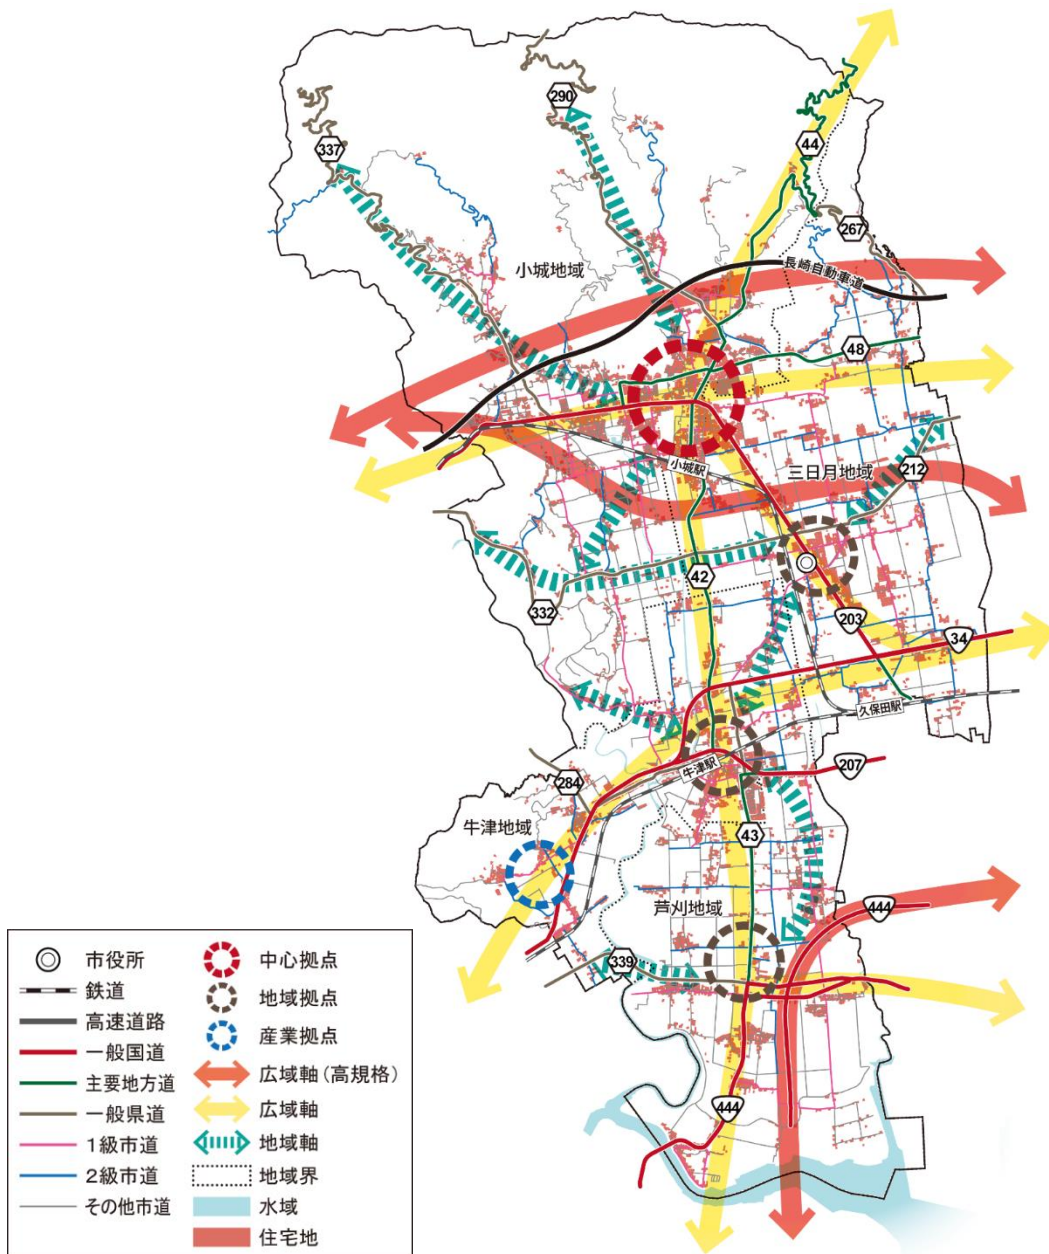 290
44
337
267
小城地域
長崎自動車道
48
小城駅
三日月地域
212
42
332
203
34
久保田駅
牛津駅
207
284
牛津地域
43
芦刈地域
444
339
444
市役所
鉄道
高速道路
一般国道
主要地方道
一般県道
1級市道
2級市道
その他市道
中心拠点
地域拠点
産業拠点
広域軸(高規格)
広域軸
地域軸
地域界
水域
住宅地